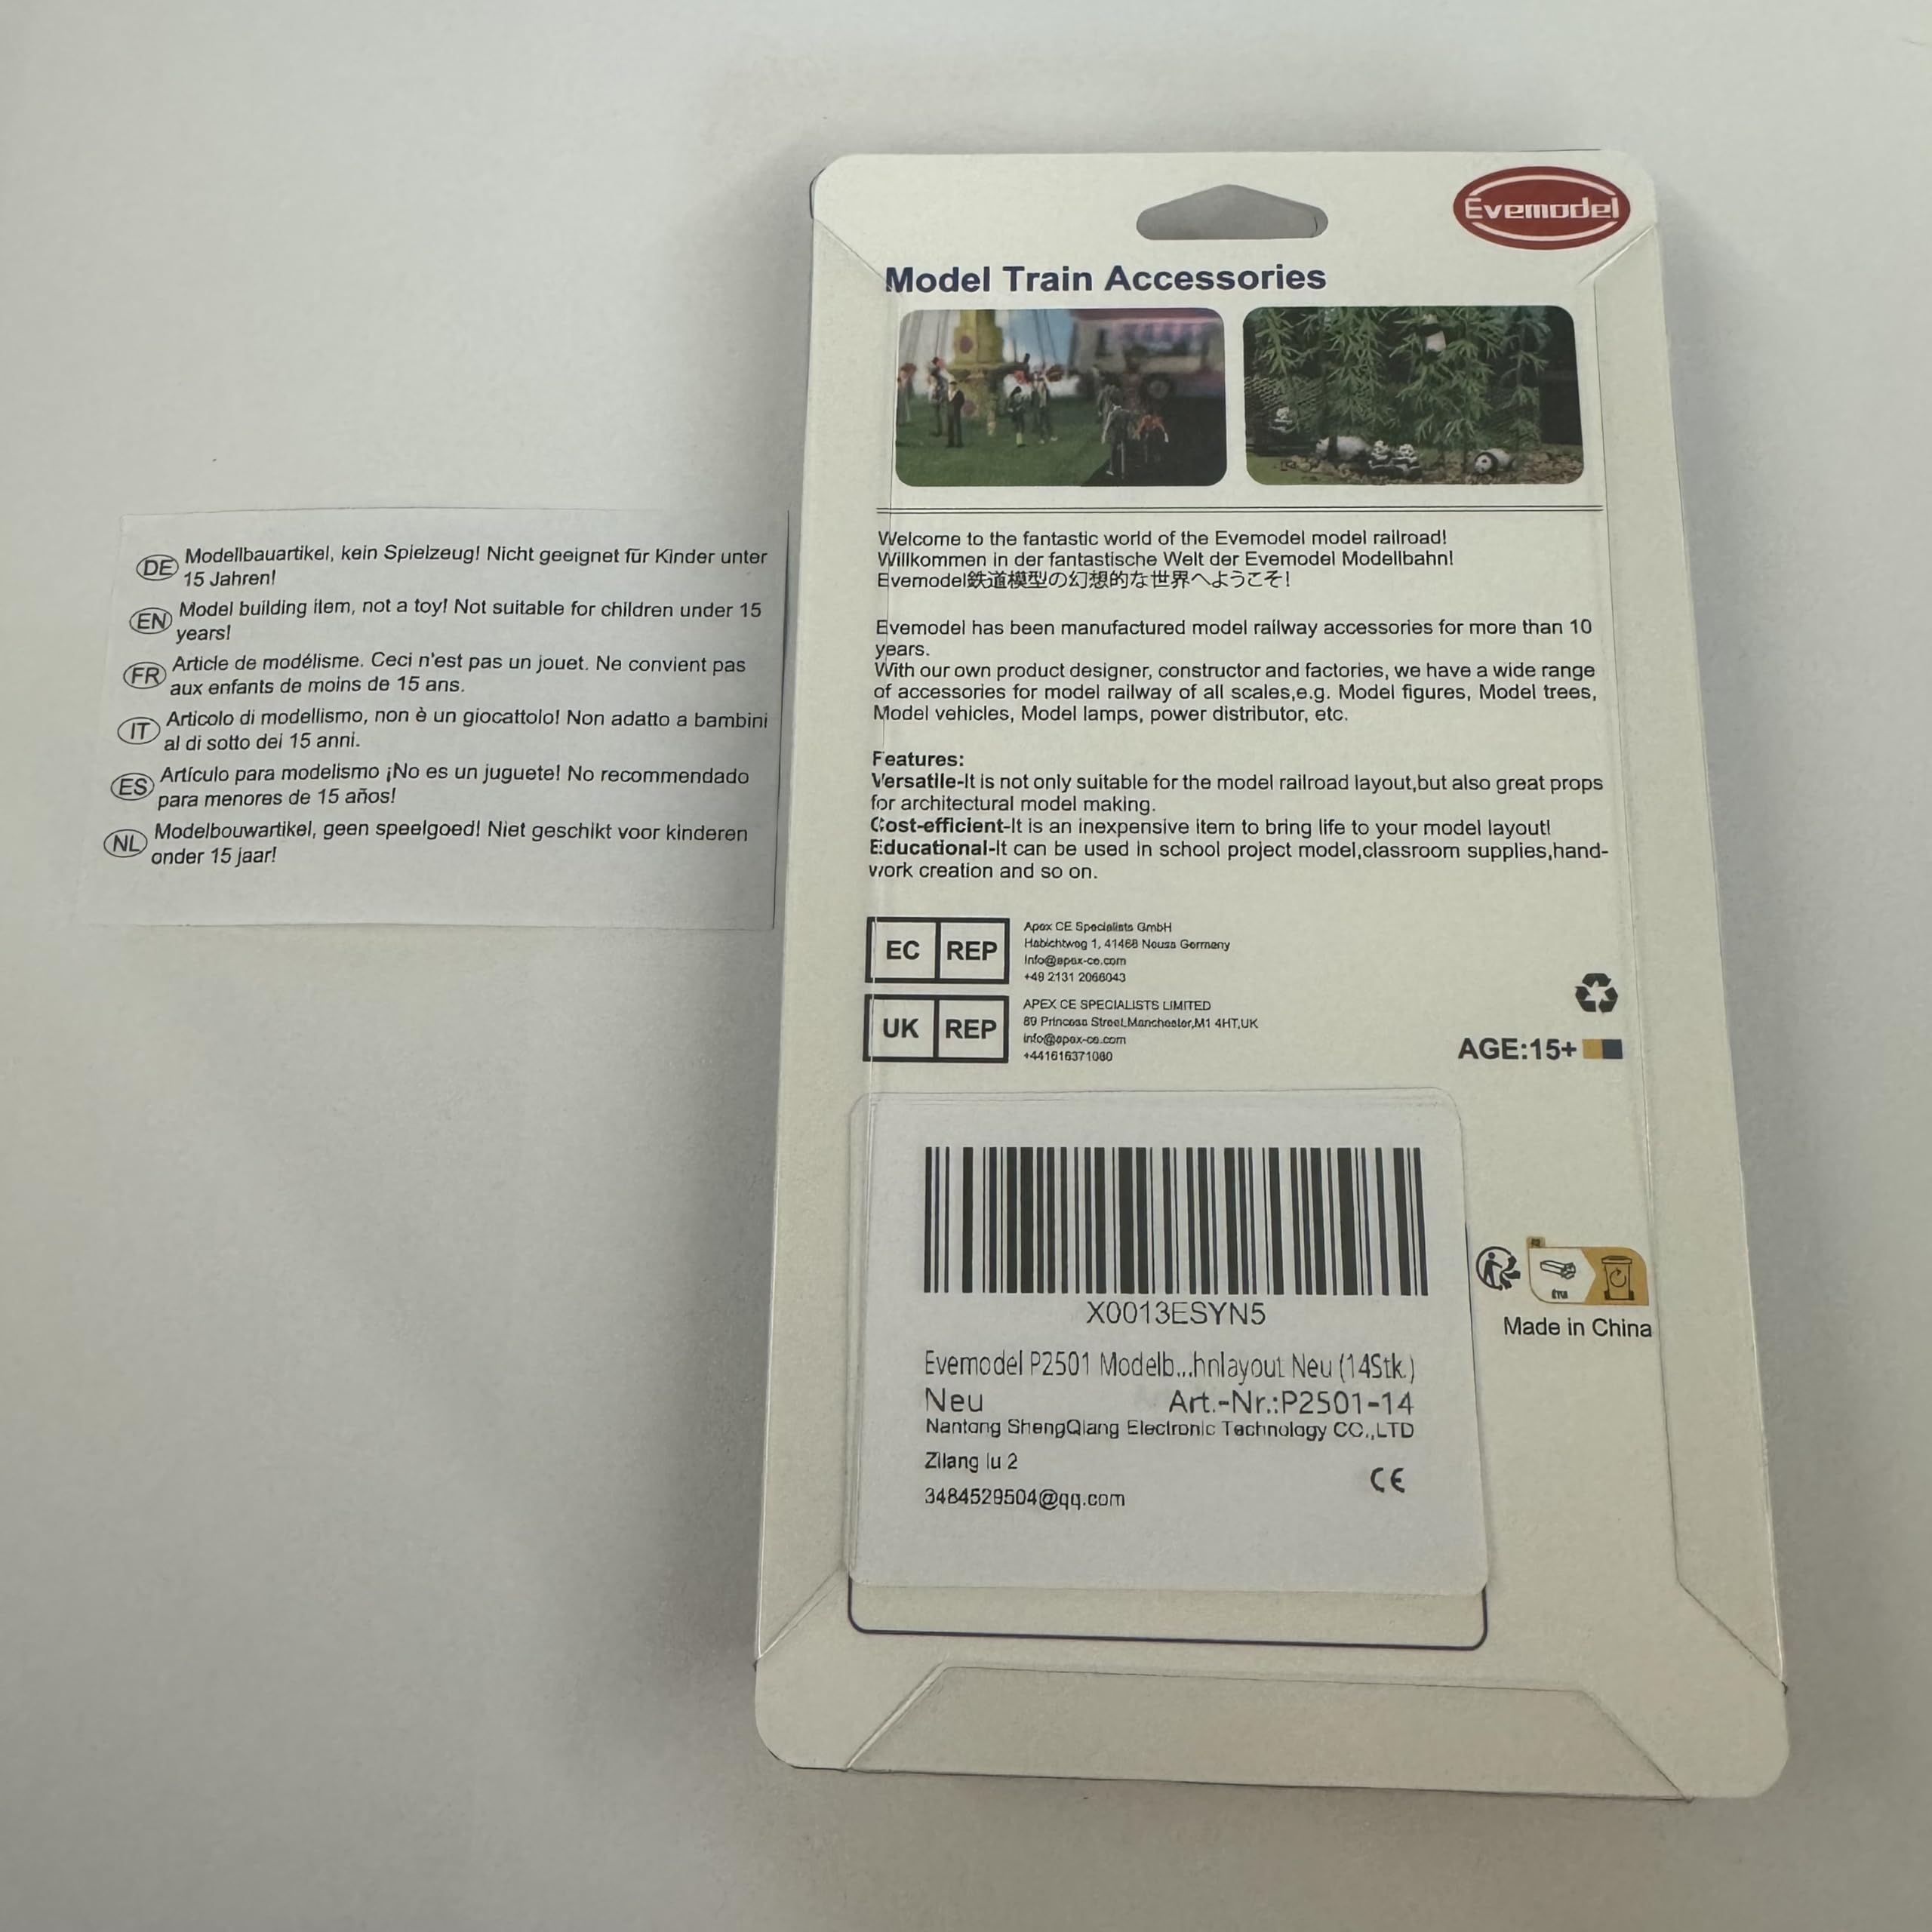 DE Modellbauartikel, kein Spielzeug! Nicht geeignet für Kinder unter
15 Jahren!
EN Model building item, not a toy! Not suitable for children under 15
years!
FR Article de modélisme. Ceci n'est pas un jouet. Ne convient pas
aux enfants de moins de 15 ans.
IT Articolo di modellismo, non è un giocattolo! Non adatto a bambini
al di sotto dei 15 anni.
ES Artículo para modelismo ¡No es un juguete! No recommendado
para menores de 15 años!
NL Modelbouwartikel, geen speelgoed! Niet geschikt voor kinderen
onder 15 jaar!
Evemodel
Model Train Accessories
Welcome to the fantastic world of the Evemodel model railroad!
Willkommen in der fantastische Welt der Evemodel Modellbahn!
Evemodel鉄道模型の幻想的な世界へようこそ!
Evemodel has been manufactured model railway accessories for more than 10
years.
With our own product designer, constructor and factories, we have a wide range
of accessories for model railway of all scales,e.g. Model figures, Model trees,
Model vehicles, Model lamps, power distributor, etc.
Features:
Versatile-It is not only suitable for the model railroad layout,but also great props
for architectural model making.
Cost-efficient-It is an inexpensive item to bring life to your model layout!
Educational-It can be used in school project model,classroom supplies,hand-
work creation and so on.
EC REP
Apex CE Specialists GmbH
Habichtweg 1, 41468 Neuss Germany
Info@apex-ce.com
+49 2131 2066043
UK REP
APEX CE SPECIALISTS LIMITED
89 Princess Street,Manchester,M1 4HT,UK
info@apex-ce.com
+441616371080
AGE:15+
X0013ESYN5
Evemodel P2501 Modelb...hnlayout Neu (14Stk.)
Neu Art.-Nr.:P2501-14
Nantong ShengQiang Electronic Technology CO.,LTD
Zilang lu 2
CE
3484529504@qq.com
Made in China